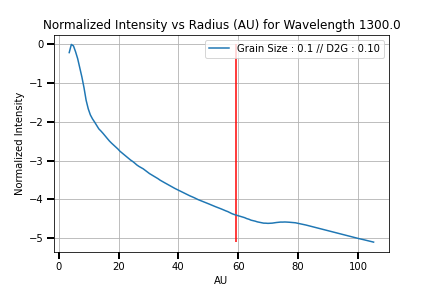 Normalized Intensity vs Radius (AU) for Wavelength 1300.0
Grain Size : 0.1 // D2G : 0.10
Normalized Intensity
0
−1
−2
−3
−4
−5
0 20 40 60 80 100
AU